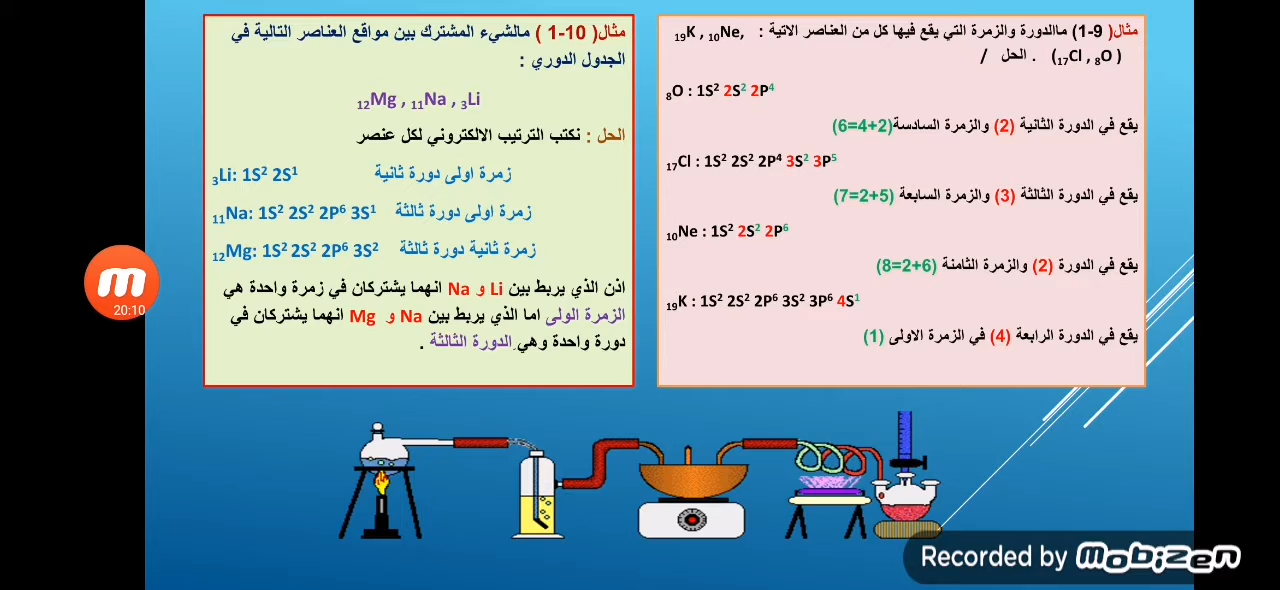 مثال( 9-1) ماالدورة والزمرة التي يقع فيها كل من العناصر الاتية : ₁₉K , ₁₀Ne,
( ₁₇Cl , ₈O ) . الحل /
₈O : 1S² 2S² 2P⁴
يقع في الدورة الثانية (2) والزمرة السادسة(2+4=6)
₁₇Cl : 1S² 2S² 2P⁴ 3S² 3P⁵
يقع في الدورة الثالثة (3) والزمرة السابعة (5+2=7)
₁₀Ne : 1S² 2S² 2P⁶
يقع في الدورة (2) والزمرة الثامنة (6+2=8)
₁₉K : 1S² 2S² 2P⁶ 3S² 3P⁶ 4S¹
يقع في الدورة الرابعة (4) في الزمرة الاولى (1)
مثال( 10-1 ) مالشيء المشترك بين مواقع العناصر التالية في
الجدول الدوري :
₁₂Mg , ₁₁Na , ₃Li
الحل : نكتب الترتيب الالكتروني لكل عنصر
₃Li: 1S² 2S¹ زمرة اولى دورة ثانية
₁₁Na: 1S² 2S² 2P⁶ 3S¹ زمرة اولى دورة ثالثة
₁₂Mg: 1S² 2S² 2P⁶ 3S² زمرة ثانية دورة ثالثة
اذن الذي يربط بين Li و Na انهما يشتركان في زمرة واحدة هي
الزمرة الولى اما الذي يربط بين Na و Mg انهما يشتركان في
دورة واحدة وهي الدورة الثالثة .
20:10
Recorded by mobizen